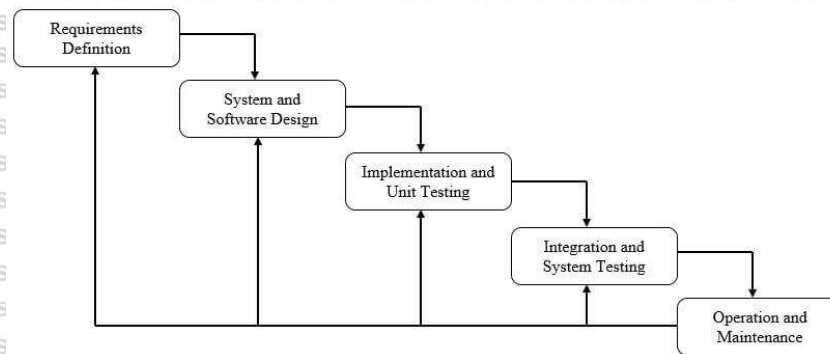 Requirements
Definition
System and
Software Design
Implementation and
Unit Testing
Integration and
System Testing
Operation and
Maintenance